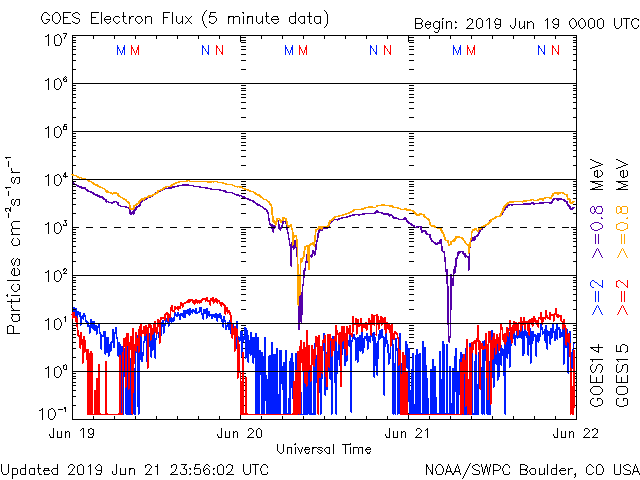 GOES Electron Flux (5 minute data)
Begin: 2019 Jun 19 0000 UTC
M M N N M M N N M M N N
10⁷
10⁶
10⁵
10⁴
10³
10²
10¹
10⁰
10⁻¹
Particles cm⁻²s⁻¹sr⁻¹
Jun 19 Jun 20 Jun 21 Jun 22
Universal Time
GOES14 >=2 >=0.8 MeV
GOES15 >=2 >=0.8 MeV
Updated 2019 Jun 21 23:56:02 UTC
NOAA/SWPC Boulder, CO USA